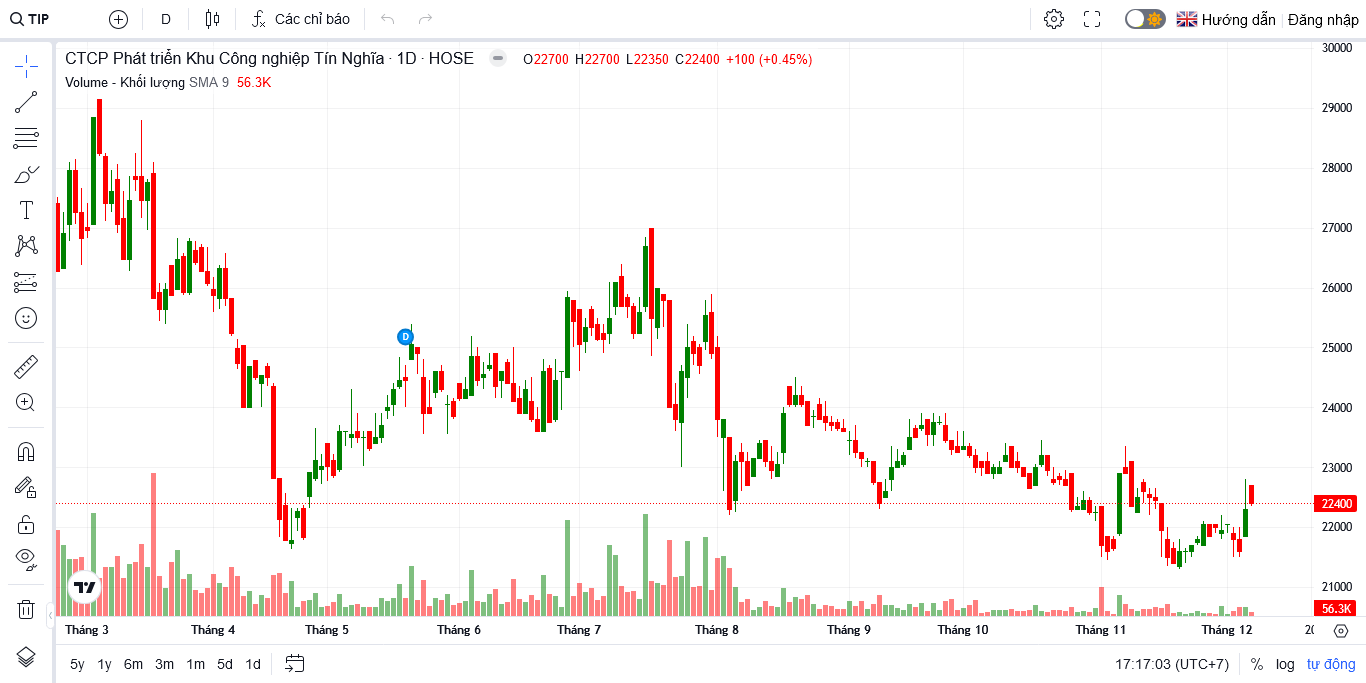 TIP D Các chỉ báo Hướng dẫn Đăng nhập
CTCP Phát triển Khu Công nghiệp Tín Nghĩa · 1D · HOSE O22700 H22700 L22350 C22400 +100 (+0.45%)
Volume - Khối lượng SMA 9 56.3K
30000
29000
28000
27000
26000
D
25000
24000
23000
22400
22000
21000
56.3K
Tháng 3 Tháng 4 Tháng 5 Tháng 6 Tháng 7 Tháng 8 Tháng 9 Tháng 10 Tháng 11 Tháng 12
5y 1y 6m 3m 1m 5d 1d 17:17:03 (UTC+7) % log tự động